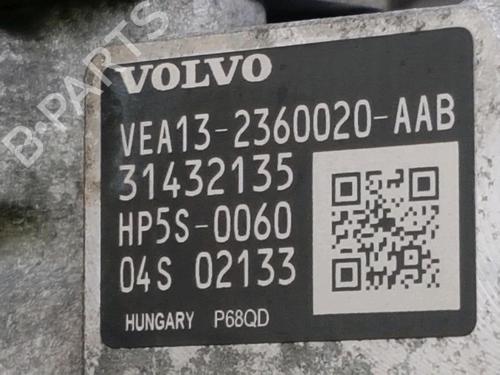 VOLVO
VEA13-2360020-AAB
31432135
HP5S-0060
04S 02133
HUNGARY P68QD
B-PARTS